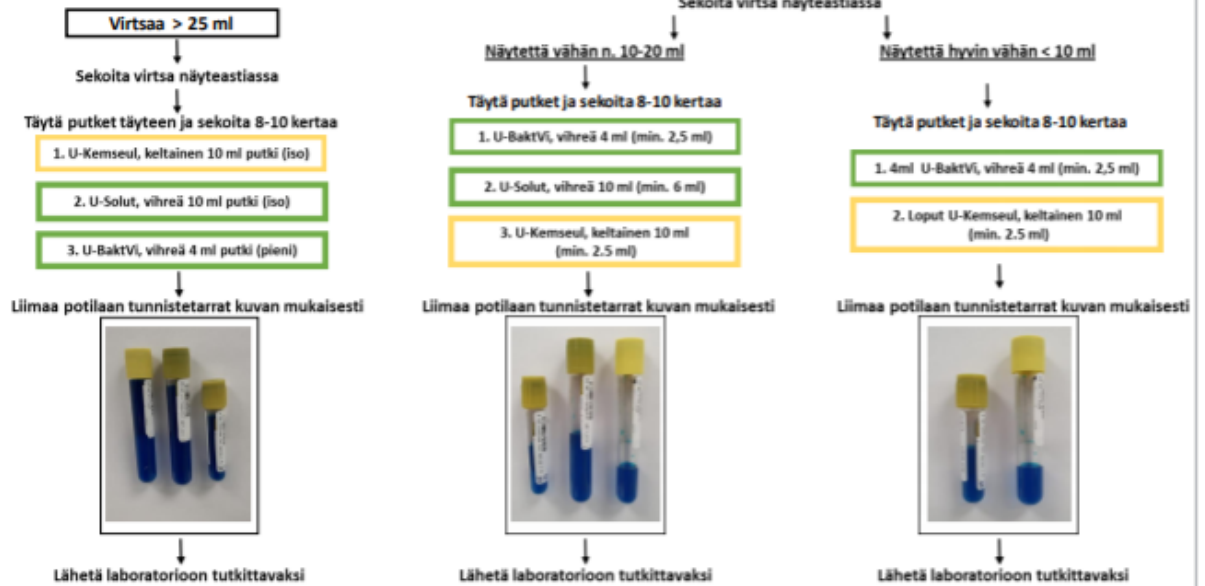 Sekoita virtsa näyteastiassa
Virtsaa > 25 ml
Sekoita virtsa näyteastiassa
Täytä putket täyteen ja sekoita 8-10 kertaa
1. U-Kemseul, keltainen 10 ml putki (iso)
2. U-Solut, vihreä 10 ml putki (iso)
3. U-BaktVi, vihreä 4 ml putki (pieni)
Liimaa potilaan tunnistetarrat kuvan mukaisesti
Lähetä laboratorioon tutkittavaksi
Näytettä vähän n. 10-20 ml
Täytä putket ja sekoita 8-10 kertaa
1. U-BaktVi, vihreä 4 ml (min. 2,5 ml)
2. U-Solut, vihreä 10 ml (min. 6 ml)
3. U-Kemseul, keltainen 10 ml
(min. 2.5 ml)
Liimaa potilaan tunnistetarrat kuvan mukaisesti
Lähetä laboratorioon tutkittavaksi
Näytettä hyvin vähän < 10 ml
Täytä putket ja sekoita 8-10 kertaa
1. 4ml U-BaktVi, vihreä 4 ml (min. 2,5 ml)
2. Loput U-Kemseul, keltainen 10 ml
(min. 2.5 ml)
Liimaa potilaan tunnistetarrat kuvan mukaisesti
Lähetä laboratorioon tutkittavaksi